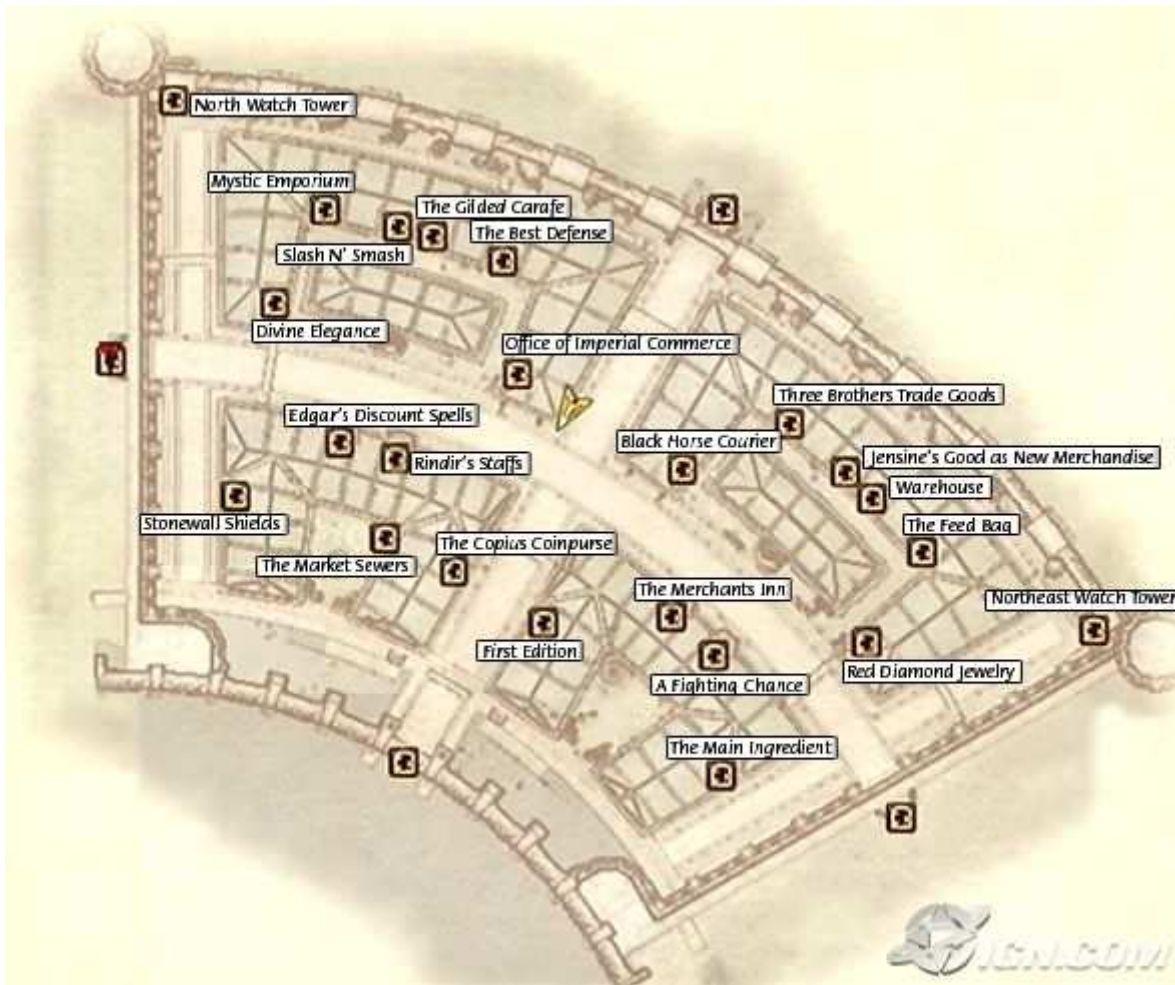 North Watch Tower
Mystic Emporium
The Gilded Carafe
The Best Defense
Slash N' Smash
Divine Elegance
Office of Imperial Commerce
Three Brothers Trade Goods
Edgar's Discount Spells
Black Horse Courier
Rindir's Staffs
Jensine's Good as New Merchandise
Warehouse
Stonewall Shields
The Feed Bag
The Copius Coinpurse
The Market Sewers
The Merchants Inn
Northeast Watch Tower
First Edition
A Fighting Chance
Red Diamond Jewelry
The Main Ingredient
IGN.COM